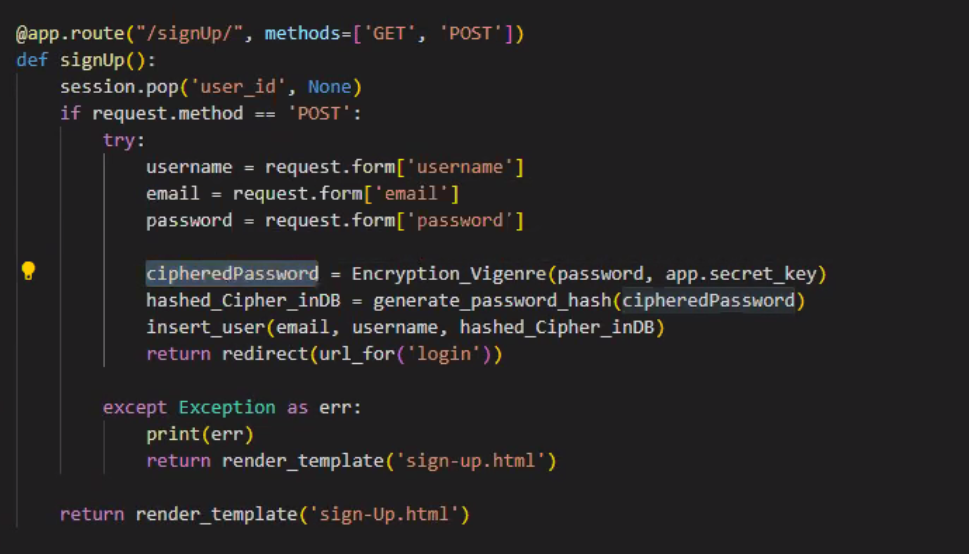 @app.route("/signUp/", methods=['GET', 'POST'])
def signUp():
    session.pop('user_id', None)
    if request.method == 'POST':
        try:
            username = request.form['username']
            email = request.form['email']
            password = request.form['password']
            cipheredPassword = Encryption_Vigenre(password, app.secret_key)
            hashed_Cipher_inDB = generate_password_hash(cipheredPassword)
            insert_user(email, username, hashed_Cipher_inDB)
            return redirect(url_for('login'))
        except Exception as err:
            print(err)
            return render_template('sign-up.html')
    return render_template('sign-Up.html')